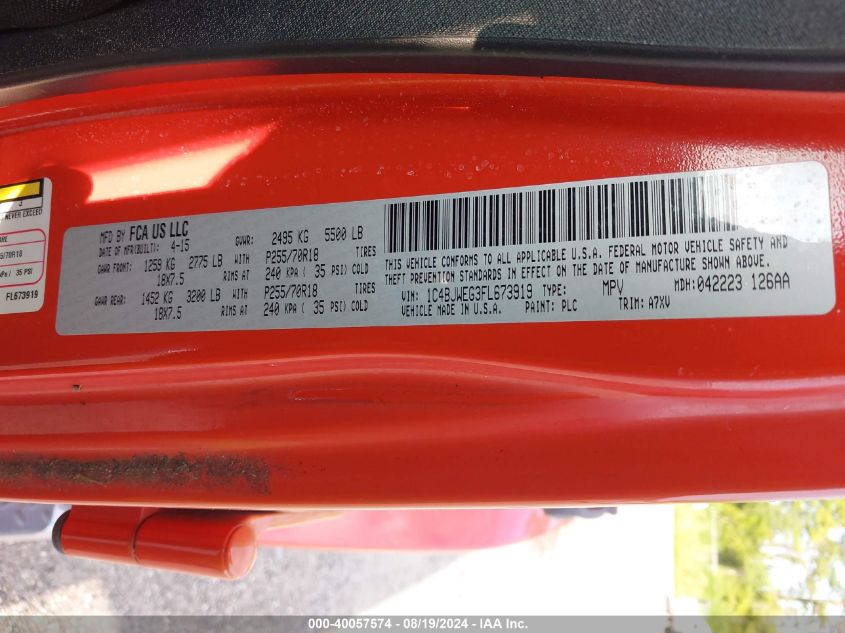 J
NEVER EXCEED
5/70R18
35 PSI
FL673919
MFD BY FCA US LLC
DATE OF MFR(BUILT): 4-15 GVWR: 2495 KG 5500 LB
GAWR FRONT: 1259 KG 2775 LB WITH P255/70R18 TIRES
18X7.5 RIMS AT 240 KPA ( 35 PSI) COLD
GAWR REAR: 1452 KG 3200 LB WITH P255/70R18 TIRES
18X7.5 RIMS AT 240 KPA ( 35 PSI) COLD
THIS VEHICLE CONFORMS TO ALL APPLICABLE U.S.A. FEDERAL MOTOR VEHICLE SAFETY AND
THEFT PREVENTION STANDARDS IN EFFECT ON THE DATE OF MANUFACTURE SHOWN ABOVE.
VIN: 1C4BJWEG3FL673919 TYPE: MPV MDH: 042223 126AA
VEHICLE MADE IN U.S.A. PAINT: PLC TRIM: A7XV
000-40057574 - 08/19/2024 - IAA Inc.